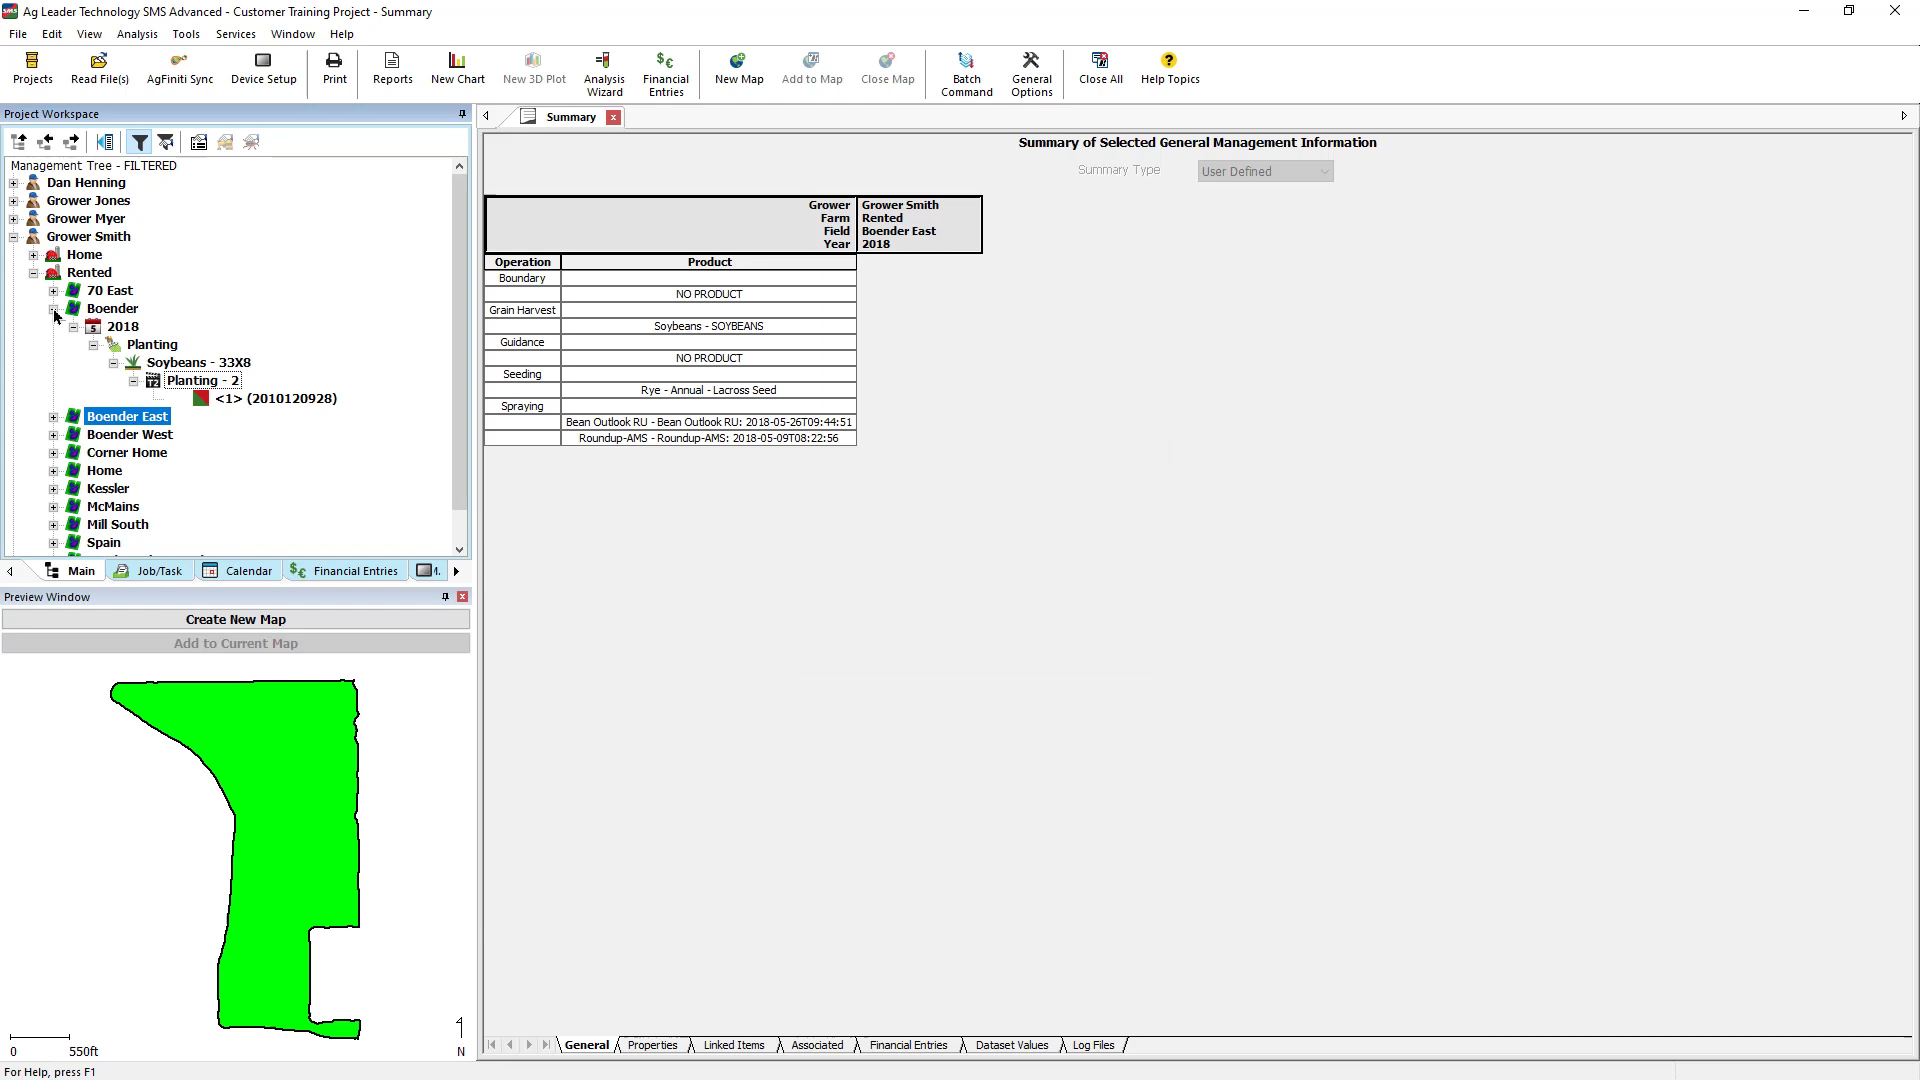 Ag Leader Technology SMS Advanced - Customer Training Project - Summary
File Edit View Analysis Tools Services Window Help
Projects Read File(s) AgFiniti Sync Device Setup Print Reports New Chart New 3D Plot Analysis Wizard Financial Entries New Map Add to Map Close Map Batch Command General Options Close All Help Topics
Project Workspace
Management Tree - FILTERED
Dan Henning
Grower Jones
Grower Myer
Grower Smith
Home
Rented
70 East
Boender
2018
Planting
Soybeans - 33X8
Planting - 2
<1> (2010120928)
Boender East
Boender West
Corner Home
Home
Kessler
McMains
Mill South
Spain
Main Job/Task Calendar Financial Entries
Preview Window
Create New Map
Add to Current Map
0 550ft N
Summary
Summary of Selected General Management Information
Summary Type User Defined
Grower Grower Smith
Farm Rented
Field Boender East
Year 2018
Operation Product
Boundary
NO PRODUCT
Grain Harvest
Soybeans - SOYBEANS
Guidance
NO PRODUCT
Seeding
Rye - Annual - Lacross Seed
Spraying
Bean Outlook RU - Bean Outlook RU: 2018-05-26T09:44:51
Roundup-AMS - Roundup-AMS: 2018-05-09T08:22:56
General Properties Linked Items Associated Financial Entries Dataset Values Log Files
For Help, press F1